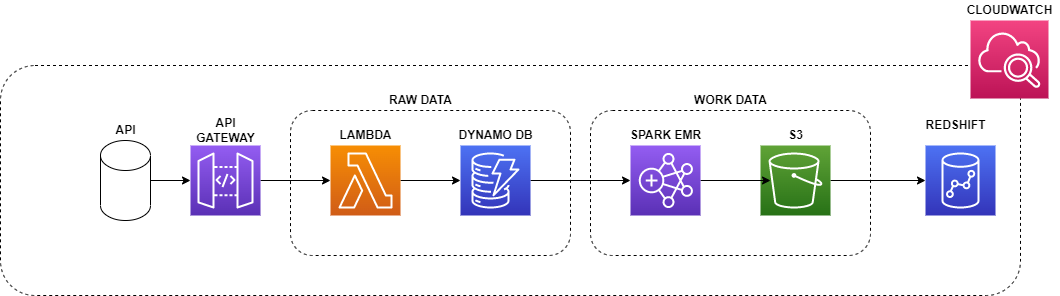 CLOUDWATCH
RAW DATA
WORK DATA
API
API
GATEWAY
LAMBDA
DYNAMO DB
SPARK EMR
S3
REDSHIFT
</>